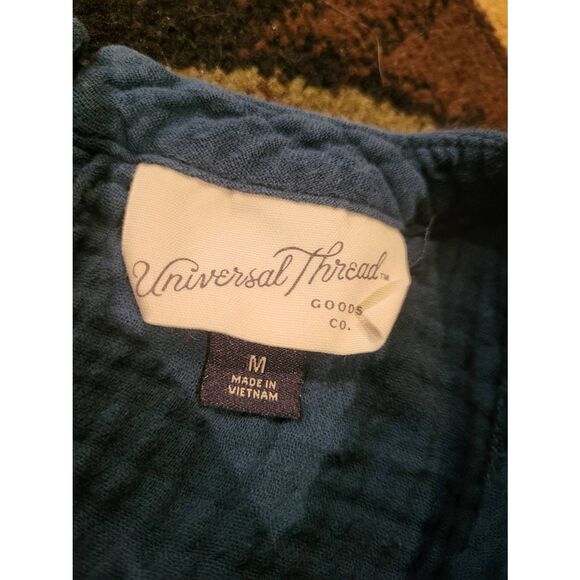 Universal Thread™
GOODS
CO.
M
MADE IN
VIETNAM